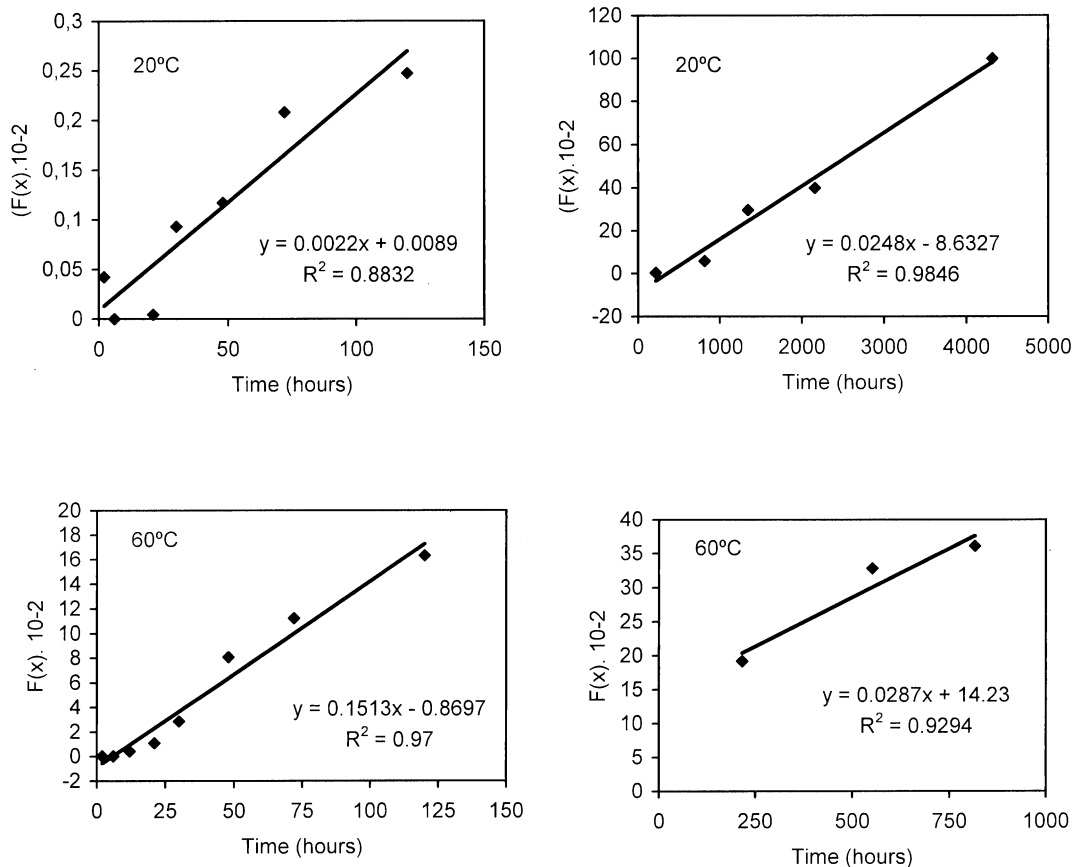 20ºC
(F(x).10-2
0,3
0,25
0,2
0,15
0,1
0,05
0
y = 0.0022x + 0.0089
R² = 0.8832
0 50 100 150
Time (hours)
20ºC
(F(x).10-2
120
100
80
60
40
20
0
-20
y = 0.0248x - 8.6327
R² = 0.9846
0 1000 2000 3000 4000 5000
Time (hours)
60ºC
F(x). 10-2
20
18
16
14
12
10
8
6
4
2
0
-2
y = 0.1513x - 0.8697
R² = 0.97
0 25 50 75 100 125 150
Time (hours)
60ºC
F(x). 10-2
40
35
30
25
20
15
10
5
0
y = 0.0287x + 14.23
R² = 0.9294
0 250 500 750 1000
Time (hours)